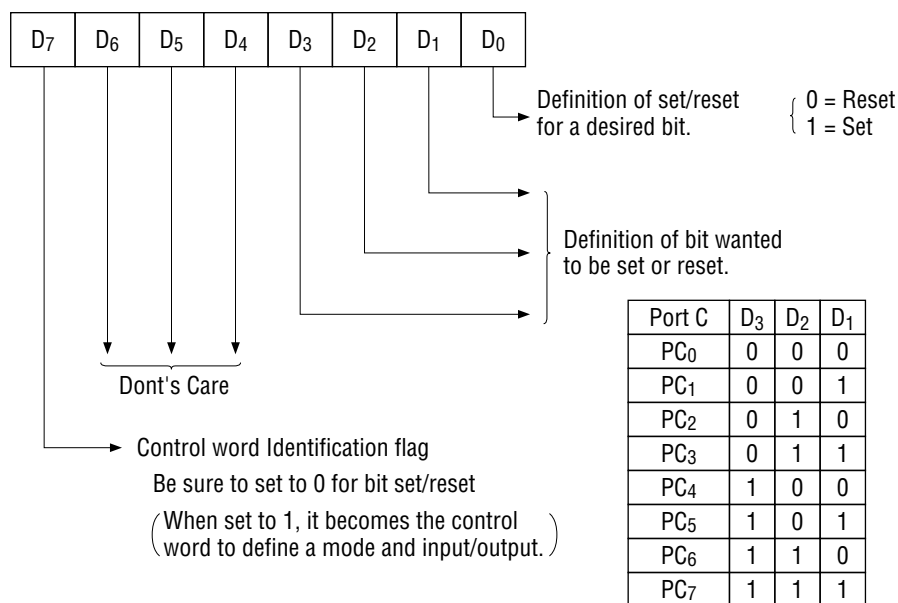 D7 D6 D5 D4 D3 D2 D1 D0
Definition of set/reset
for a desired bit.
0 = Reset
1 = Set
Definition of bit wanted
to be set or reset.
Dont's Care
Control word Identification flag
Be sure to set to 0 for bit set/reset
(When set to 1, it becomes the control
word to define a mode and input/output.)
Port C D3 D2 D1
PC0 0 0 0
PC1 0 0 1
PC2 0 1 0
PC3 0 1 1
PC4 1 0 0
PC5 1 0 1
PC6 1 1 0
PC7 1 1 1